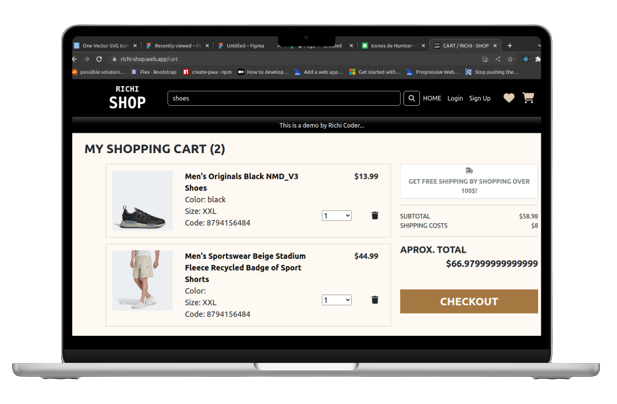 One Vector SVG Icon
Recently viewed – Fi
Untitled – Figma
Iconos de Number -
CART / RICHI - SHOP
richi-shop.web.app/cart
possible solution...
Flex · Bootstrap
create-pwa - npm
How to develop...
Add a web app...
Get started with...
Progressive Web...
Stop pushing the...
RICHI
SHOP
shoes
HOME
Login
Sign Up
This is a demo by Richi Coder...
MY SHOPPING CART (2)
Men's Originals Black NMD_V3
Shoes
$13.99
Color: black
Size: XXL
Code: 8794156484
1
Men's Sportswear Beige Stadium
Fleece Recycled Badge of Sport
Shorts
$44.99
Color:
Size: XXL
Code: 8794156484
1
GET FREE SHIPPING BY SHOPPING OVER
100$!
SUBTOTAL $58.98
SHIPPING COSTS $8
APROX. TOTAL
$66.97999999999999
CHECKOUT